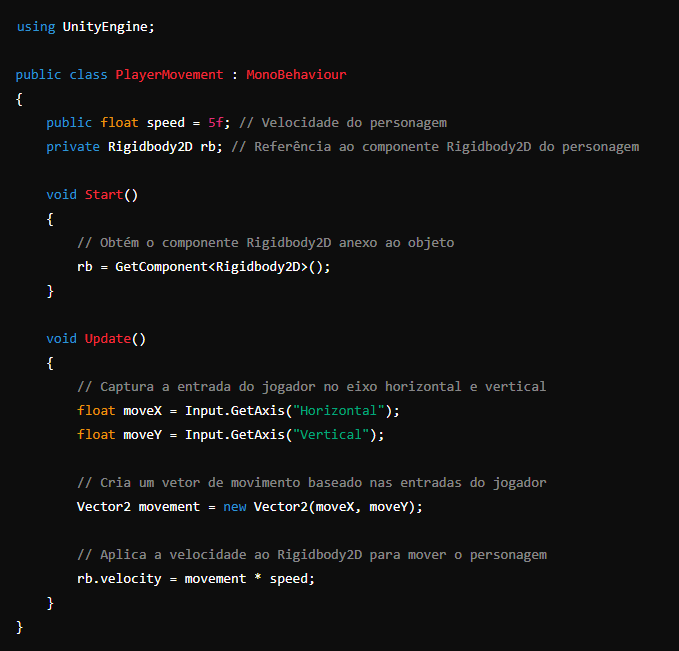 using UnityEngine;

public class PlayerMovement : MonoBehaviour
{
    public float speed = 5f; // Velocidade do personagem
    private Rigidbody2D rb; // Referência ao componente Rigidbody2D do personagem

    void Start()
    {
        // Obtém o componente Rigidbody2D anexo ao objeto
        rb = GetComponent<Rigidbody2D>();
    }

    void Update()
    {
        // Captura a entrada do jogador no eixo horizontal e vertical
        float moveX = Input.GetAxis("Horizontal");
        float moveY = Input.GetAxis("Vertical");

        // Cria um vetor de movimento baseado nas entradas do jogador
        Vector2 movement = new Vector2(moveX, moveY);

        // Aplica a velocidade ao Rigidbody2D para mover o personagem
        rb.velocity = movement * speed;
    }
}